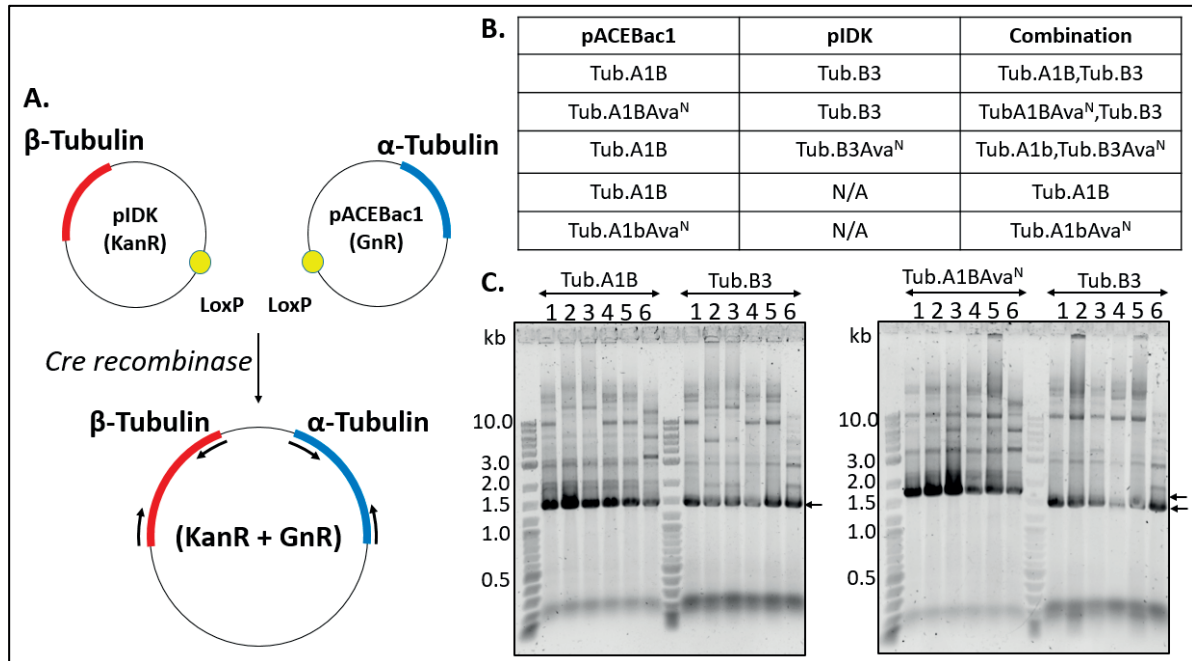 A.
β-Tubulin
α-Tubulin
pIDK
(KanR)
pACEBac1
(GnR)
LoxP LoxP
Cre recombinase
β-Tubulin
α-Tubulin
(KanR + GnR)
B.
pACEBac1 pIDK Combination
Tub.A1B Tub.B3 Tub.A1B,Tub.B3
Tub.A1BAvaᴺ Tub.B3 TubA1BAvaᴺ,Tub.B3
Tub.A1B Tub.B3Avaᴺ Tub.A1b,Tub.B3Avaᴺ
Tub.A1B N/A Tub.A1B
Tub.A1bAvaᴺ N/A Tub.A1bAvaᴺ
C.
Tub.A1B Tub.B3
1 2 3 4 5 6 1 2 3 4 5 6
kb
10.0
3.0
2.0
1.5
1.0
0.5
Tub.A1BAvaᴺ Tub.B3
1 2 3 4 5 6 1 2 3 4 5 6
kb
10.0
3.0
2.0
1.5
1.0
0.5